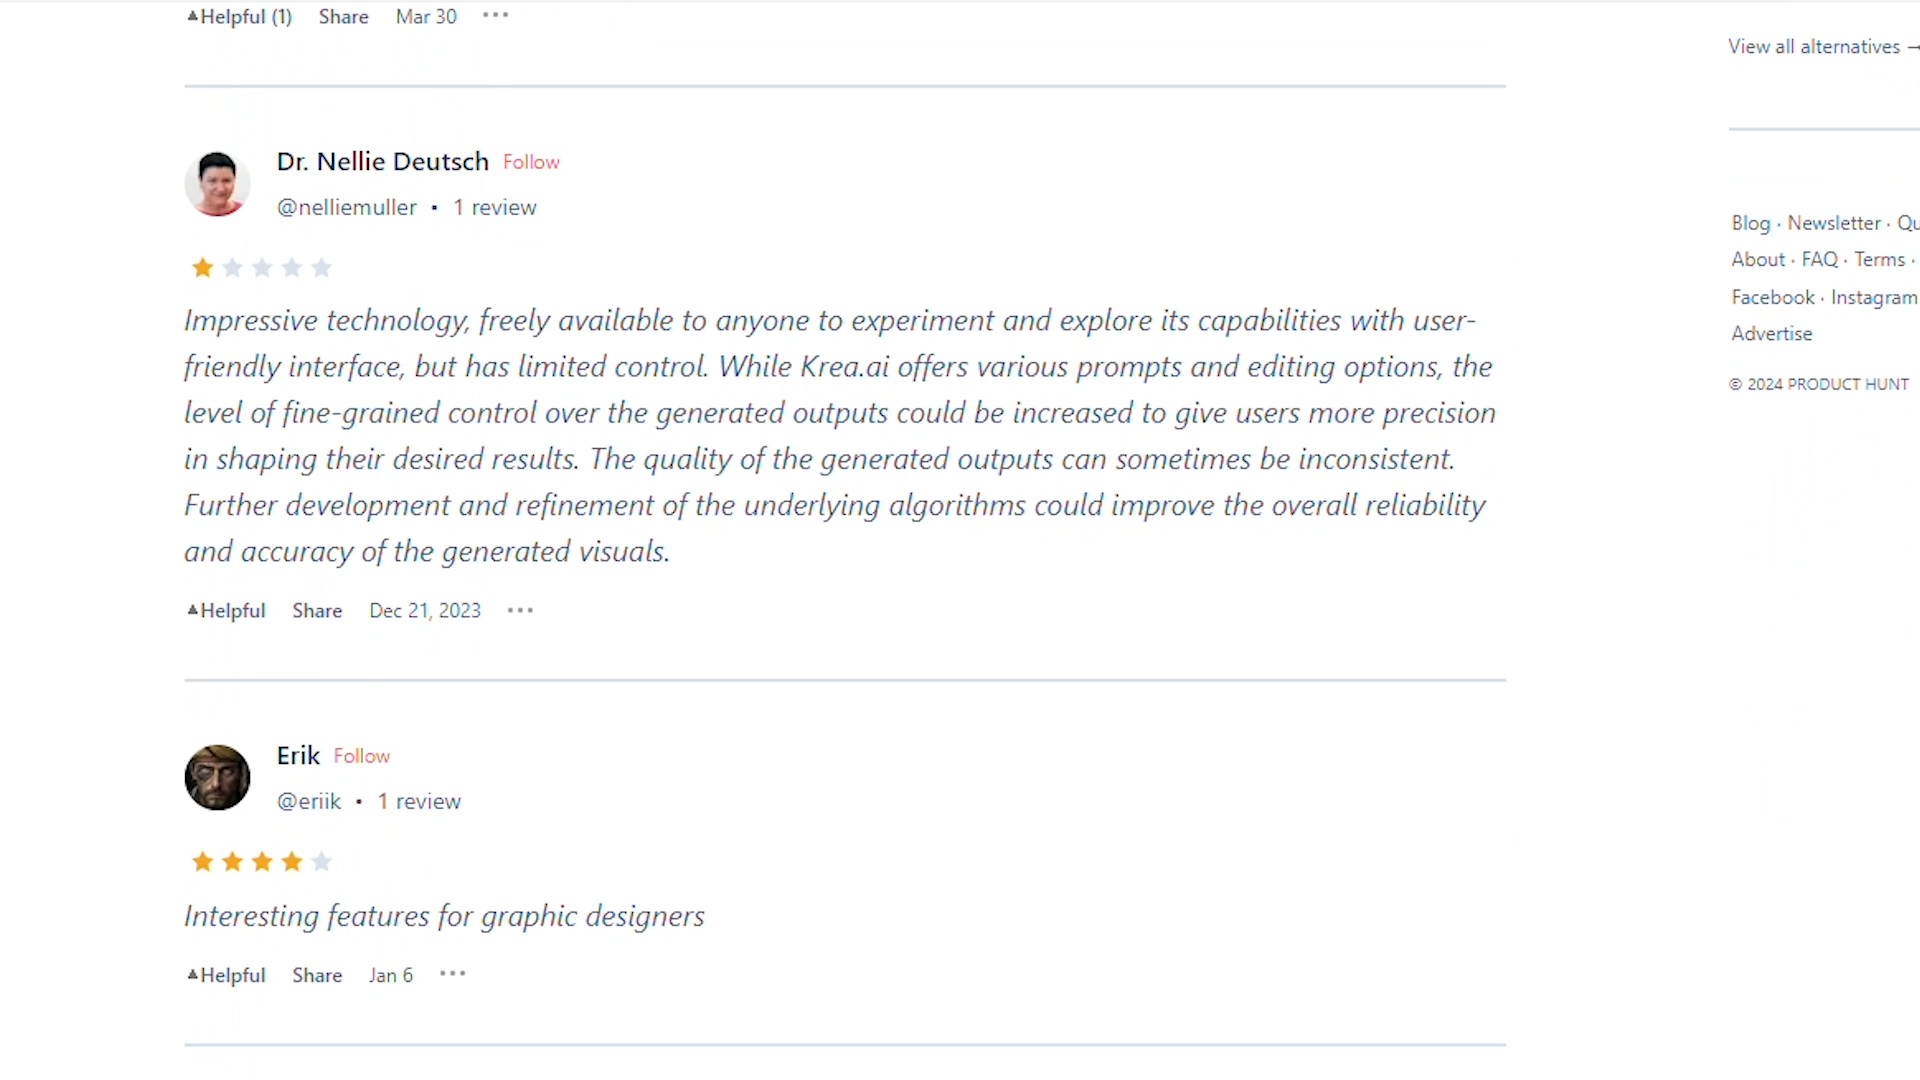 Helpful (1) Share Mar 30 •••
View all alternatives →
Dr. Nellie Deutsch Follow
@nelliemuller • 1 review
Impressive technology, freely available to anyone to experiment and explore its capabilities with user-
friendly interface, but has limited control. While Krea.ai offers various prompts and editing options, the
level of fine-grained control over the generated outputs could be increased to give users more precision
in shaping their desired results. The quality of the generated outputs can sometimes be inconsistent.
Further development and refinement of the underlying algorithms could improve the overall reliability
and accuracy of the generated visuals.
Helpful Share Dec 21, 2023 •••
Erik Follow
@eriik • 1 review
Interesting features for graphic designers
Helpful Share Jan 6 •••
Blog · Newsletter · Qu
About · FAQ · Terms ·
Facebook · Instagram
Advertise
© 2024 PRODUCT HUNT